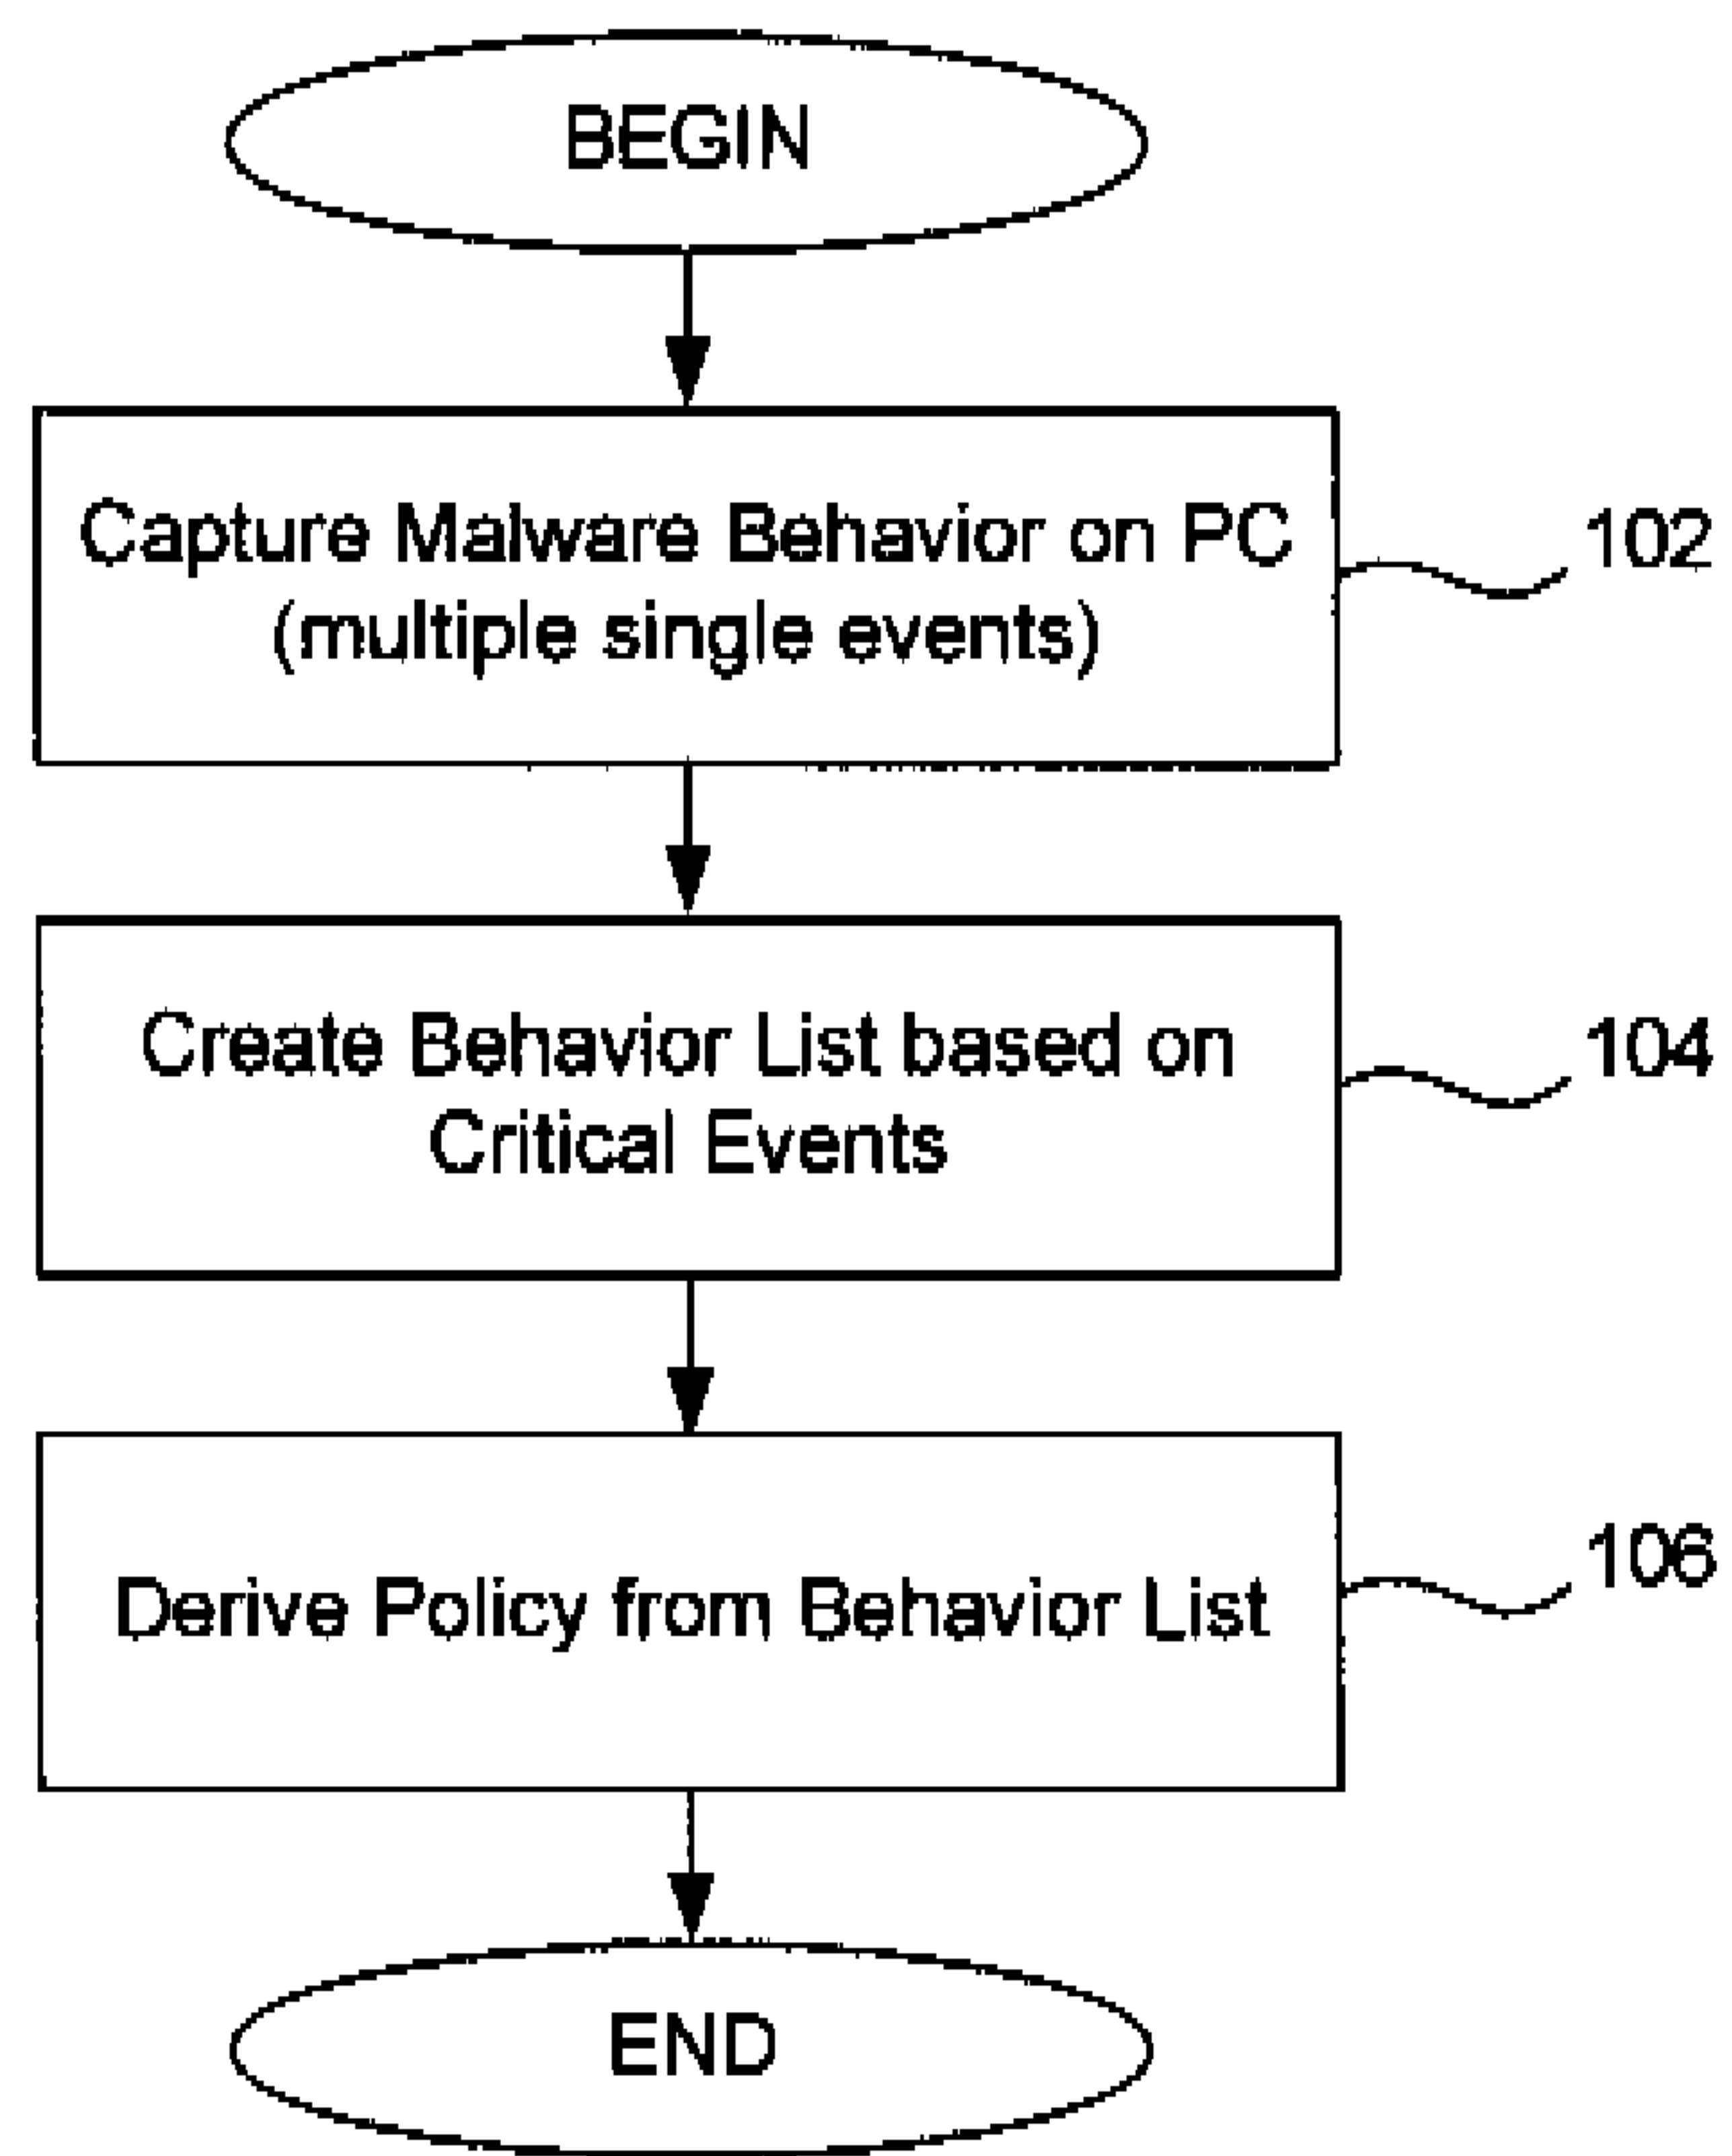 BEGIN
Capture Malware Behavior on PC
(multiple single events)
102
Create Behavior List based on
Critical Events
104
Derive Policy from Behavior List
106
END